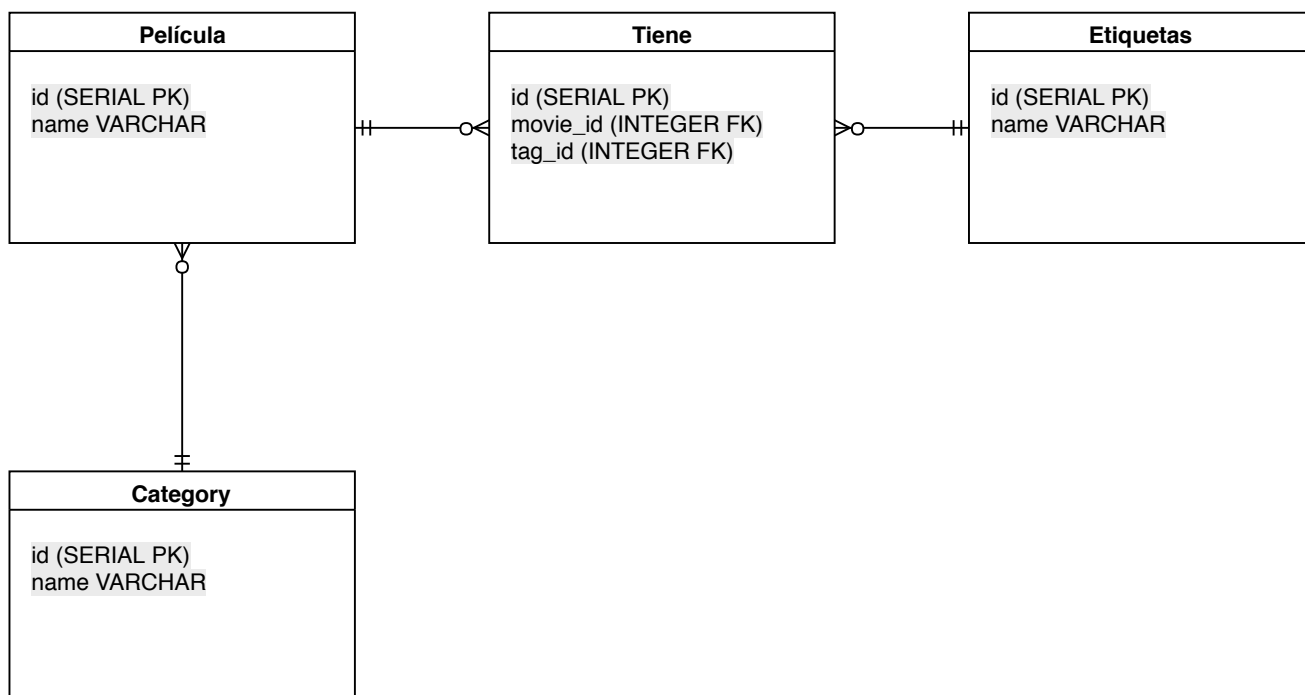 Película
id (SERIAL PK)
name VARCHAR
Tiene
id (SERIAL PK)
movie_id (INTEGER FK)
tag_id (INTEGER FK)
Etiquetas
id (SERIAL PK)
name VARCHAR
Category
id (SERIAL PK)
name VARCHAR